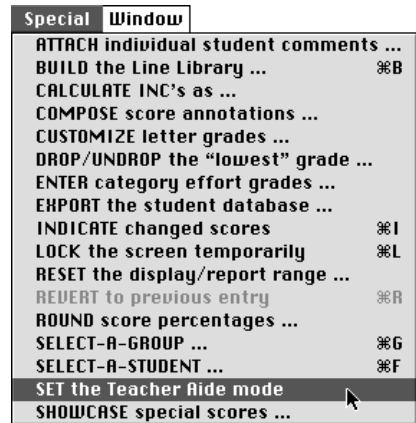 Special Window
ATTACH individual student comments ...
BUILD the Line Library ... ⌘B
CALCULATE INC's as ...
COMPOSE score annotations ...
CUSTOMIZE letter grades ...
DROP/UNDROP the “lowest” grade ...
ENTER category effort grades ...
EXPORT the student database ...
INDICATE changed scores ⌘I
LOCK the screen temporarily ⌘L
RESET the display/report range ...
REVERT to previous entry ⌘R
ROUND score percentages ...
SELECT-A-GROUP ... ⌘G
SELECT-A-STUDENT ... ⌘F
SET the Teacher Aide mode
SHOWCASE special scores ...